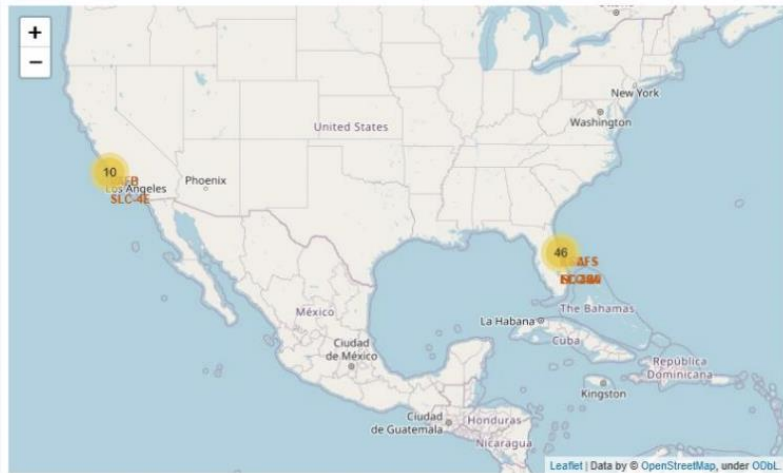 +
−
New York
Washington
United States
10
Los Angeles
SLC-4E
Phoenix
46
AFS
The Bahamas
México
La Habana
Cuba
Ciudad
de México
República
Dominicana
Kingston
Ciudad
de Guatemala
Honduras
Nicaragua
Leaflet | Data by © OpenStreetMap, under ODbL.